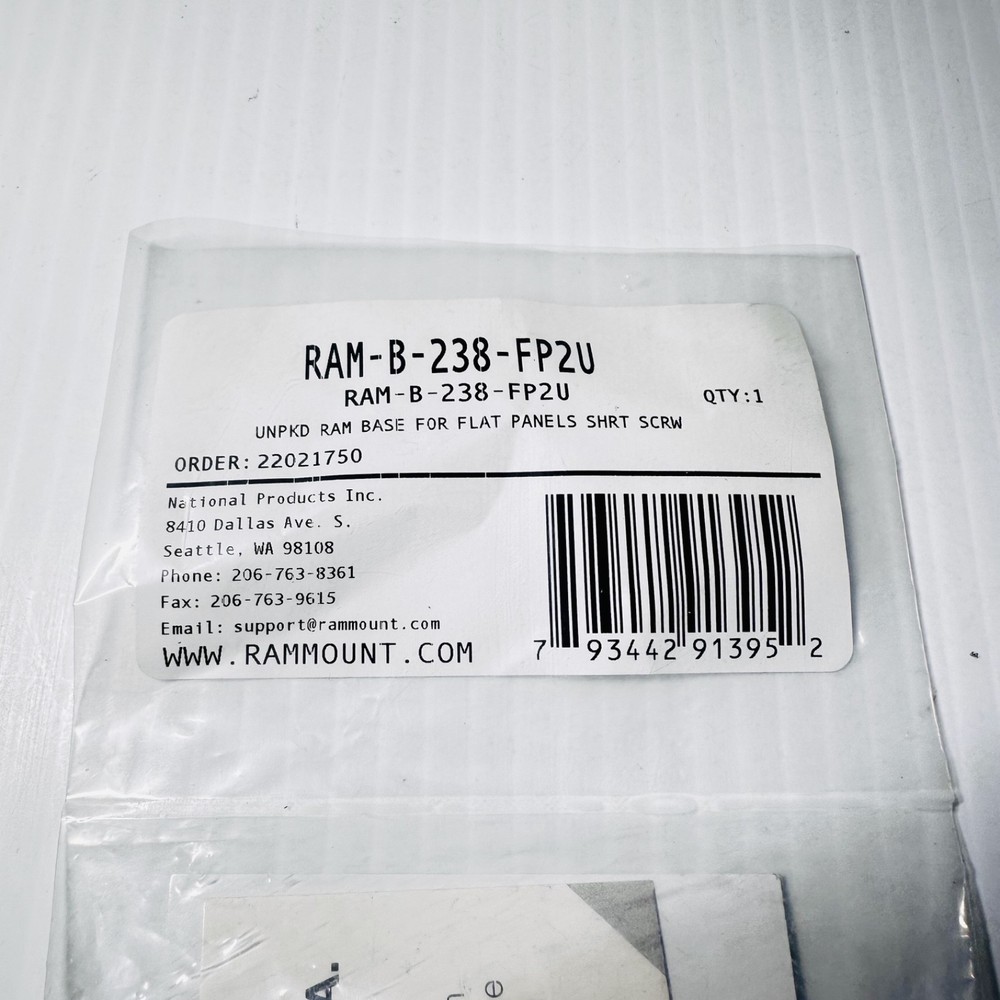 RAM-B-238-FP2U
RAM-B-238-FP2U
QTY:1
UNPKD RAM BASE FOR FLAT PANELS SHRT SCRW
ORDER: 22021750
National Products Inc.
8410 Dallas Ave. S.
Seattle, WA 98108
Phone: 206-763-8361
Fax: 206-763-9615
Email: support@rammount.com
WWW.RAMMOUNT.COM
7 93442 91395 2